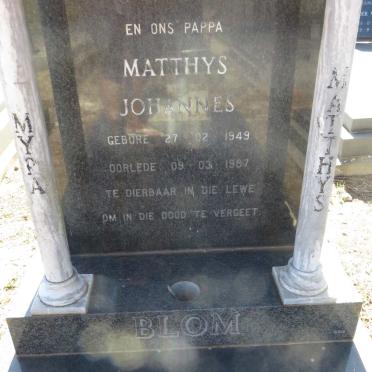 EN ONS PAPPA
MATTHYS
JOHANNES
GEBORE 27 02 1949
OORLEDE 09 03 1987
TE DIERBAAR IN DIE LEWE
OM IN DIE DOOD TE VERGEET.
MYRA
MATTHYS
BLOM